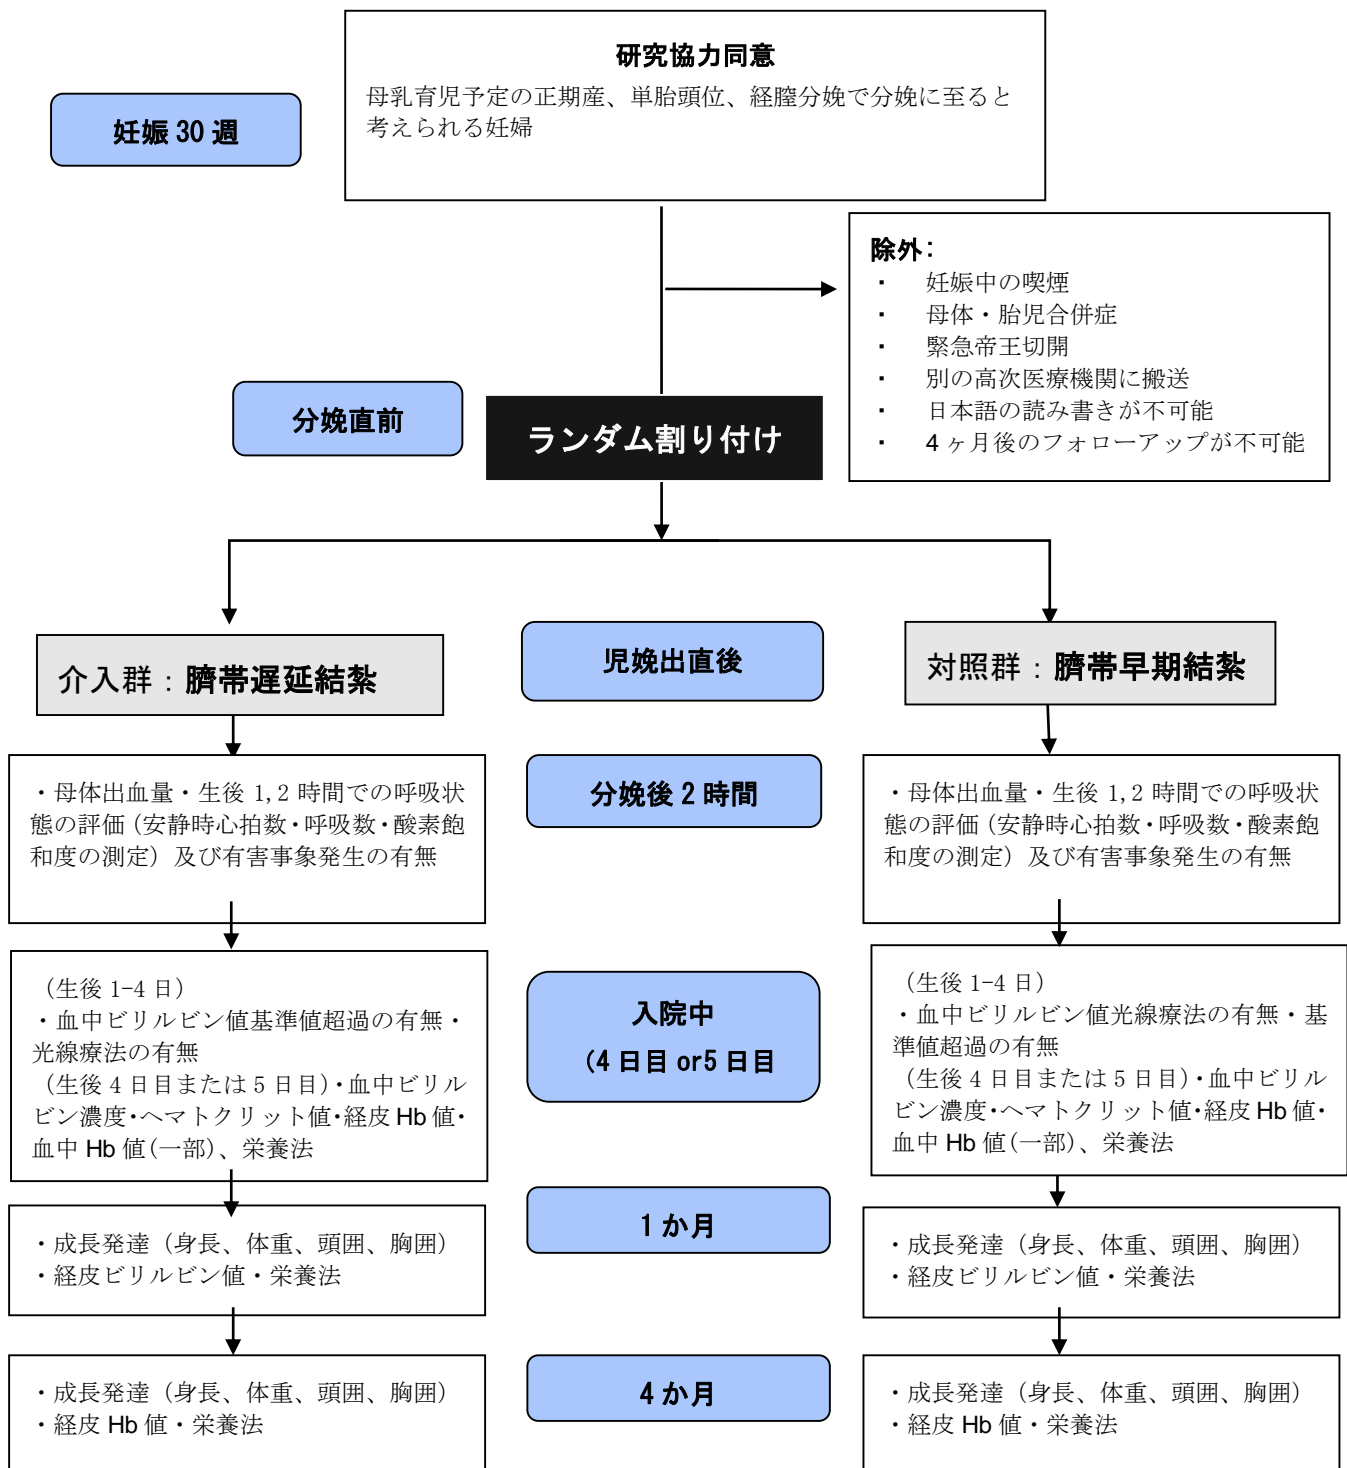 研究協力同意
母乳育児予定の正期産、単胎頭位、経膣分娩で分娩に至ると
考えられる妊婦
妊娠 30 週
除外:
・ 妊娠中の喫煙
・ 母体・胎児合併症
・ 緊急帝王切開
・ 別の高次医療機関に搬送
・ 日本語の読み書きが不可能
・ 4 ヶ月後のフォローアップが不可能
分娩直前
ランダム割り付け
介入群：臍帯遅延結紮
児娩出直後
対照群：臍帯早期結紮
・母体出血量・生後 1,2 時間での呼吸状
態の評価（安静時心拍数・呼吸数・酸素飽
和度の測定）及び有害事象発生の有無
分娩後 2 時間
・母体出血量・生後 1,2 時間での呼吸状
態の評価（安静時心拍数・呼吸数・酸素飽
和度の測定）及び有害事象発生の有無
（生後 1-4 日）
・血中ビリルビン値基準値超過の有無・
光線療法の有無
（生後 4 日目または 5 日目）・血中ビリル
ビン濃度・ヘマトクリット値・経皮 Hb 値・
血中 Hb 値(一部)、栄養法
入院中
(4 日目 or5 日目
（生後 1-4 日）
・血中ビリルビン値光線療法の有無・基
準値超過の有無
（生後 4 日目または 5 日目）・血中ビリル
ビン濃度・ヘマトクリット値・経皮 Hb 値・
血中 Hb 値(一部)、栄養法
・成長発達（身長、体重、頭囲、胸囲）
・経皮ビリルビン値・栄養法
1 か月
・成長発達（身長、体重、頭囲、胸囲）
・経皮ビリルビン値・栄養法
・成長発達（身長、体重、頭囲、胸囲）
・経皮 Hb 値・栄養法
4 か月
・成長発達（身長、体重、頭囲、胸囲）
・経皮 Hb 値・栄養法